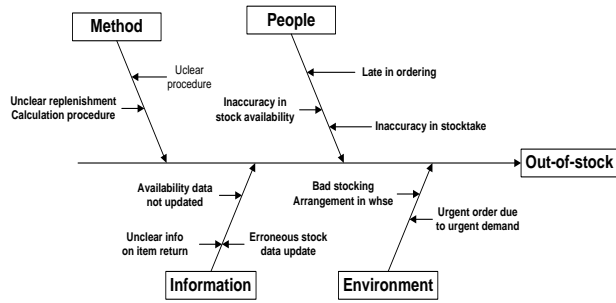 Method
People
Uclear
procedure
Late in ordering
Unclear replenishment
Calculation procedure
Inaccuracy in
stock availability
Inaccuracy in stocktake
Out-of-stock
Availability data
not updated
Bad stocking
Arrangement in whse
Urgent order due
to urgent demand
Unclear info
on item return
Erroneous stock
data update
Information
Environment